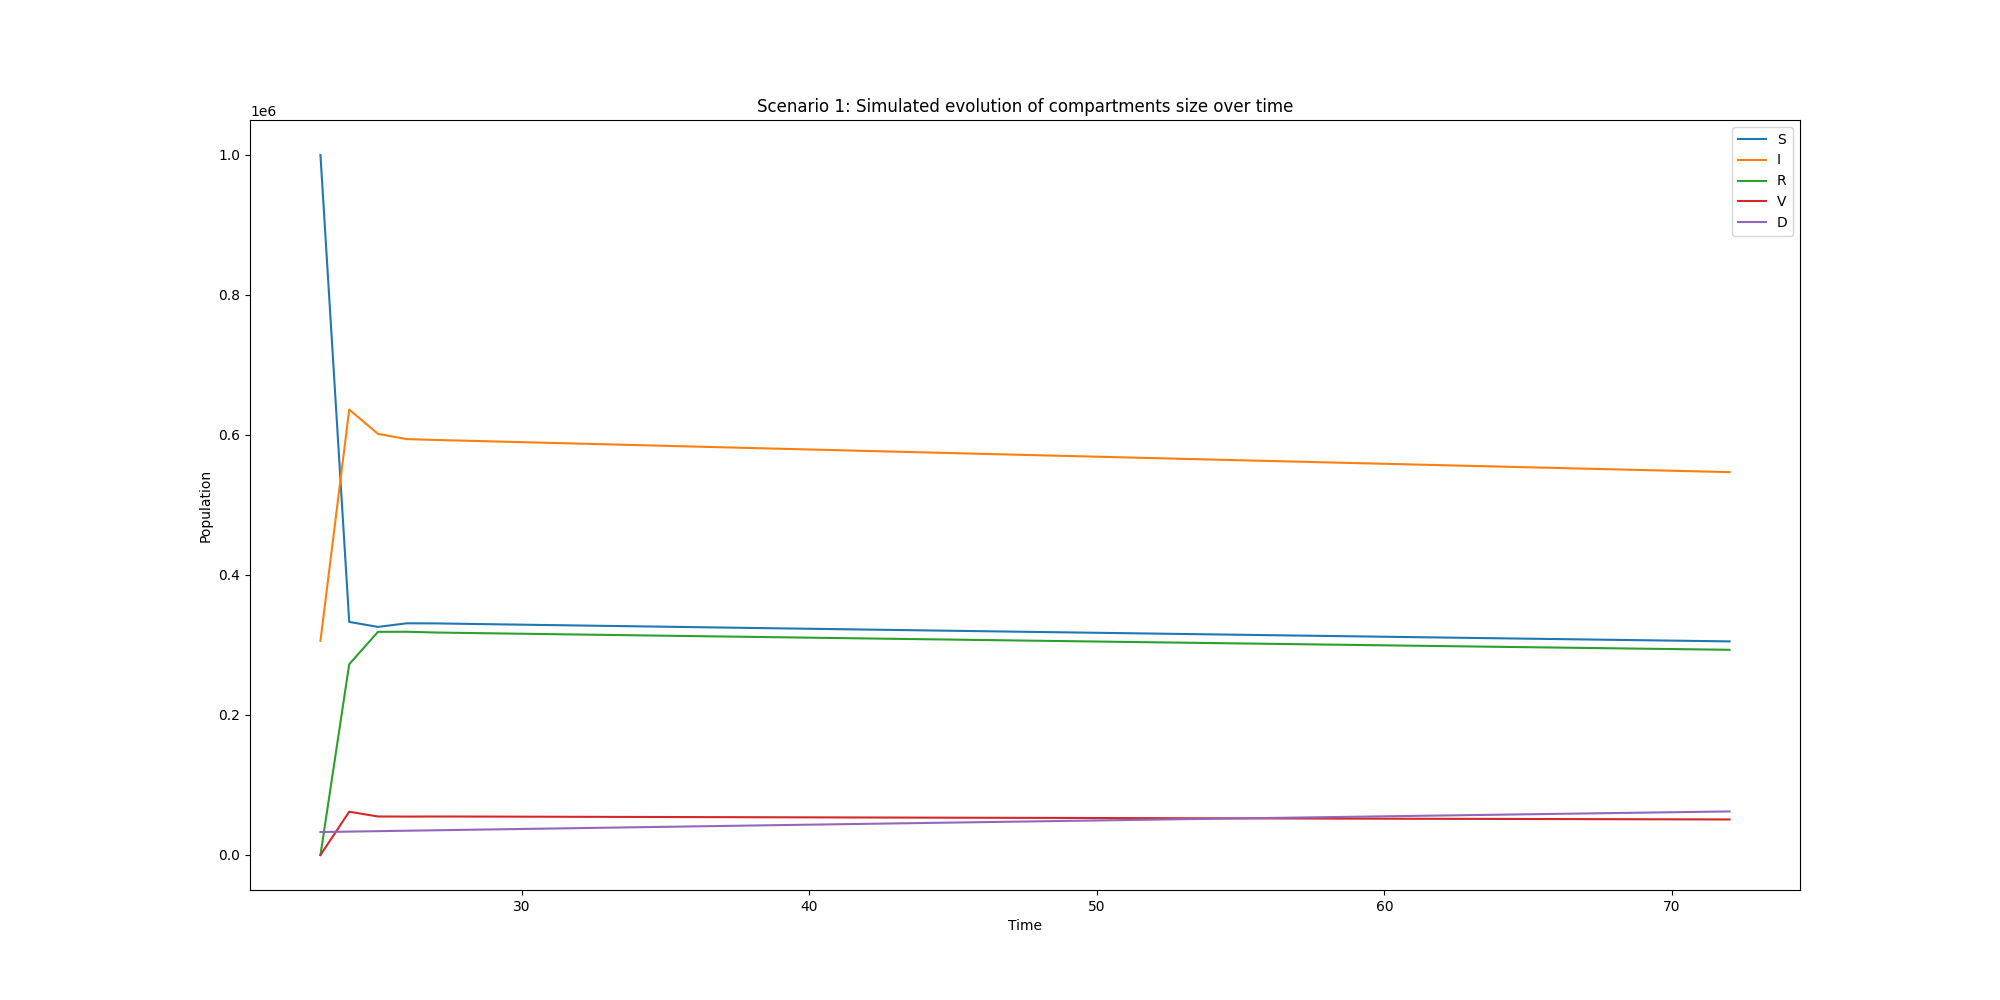 Scenario 1: Simulated evolution of compartments size over time
1e6
1.0
0.8
0.6
0.4
0.2
0.0
Population
30
40
50
60
70
Time
S
I
R
V
D